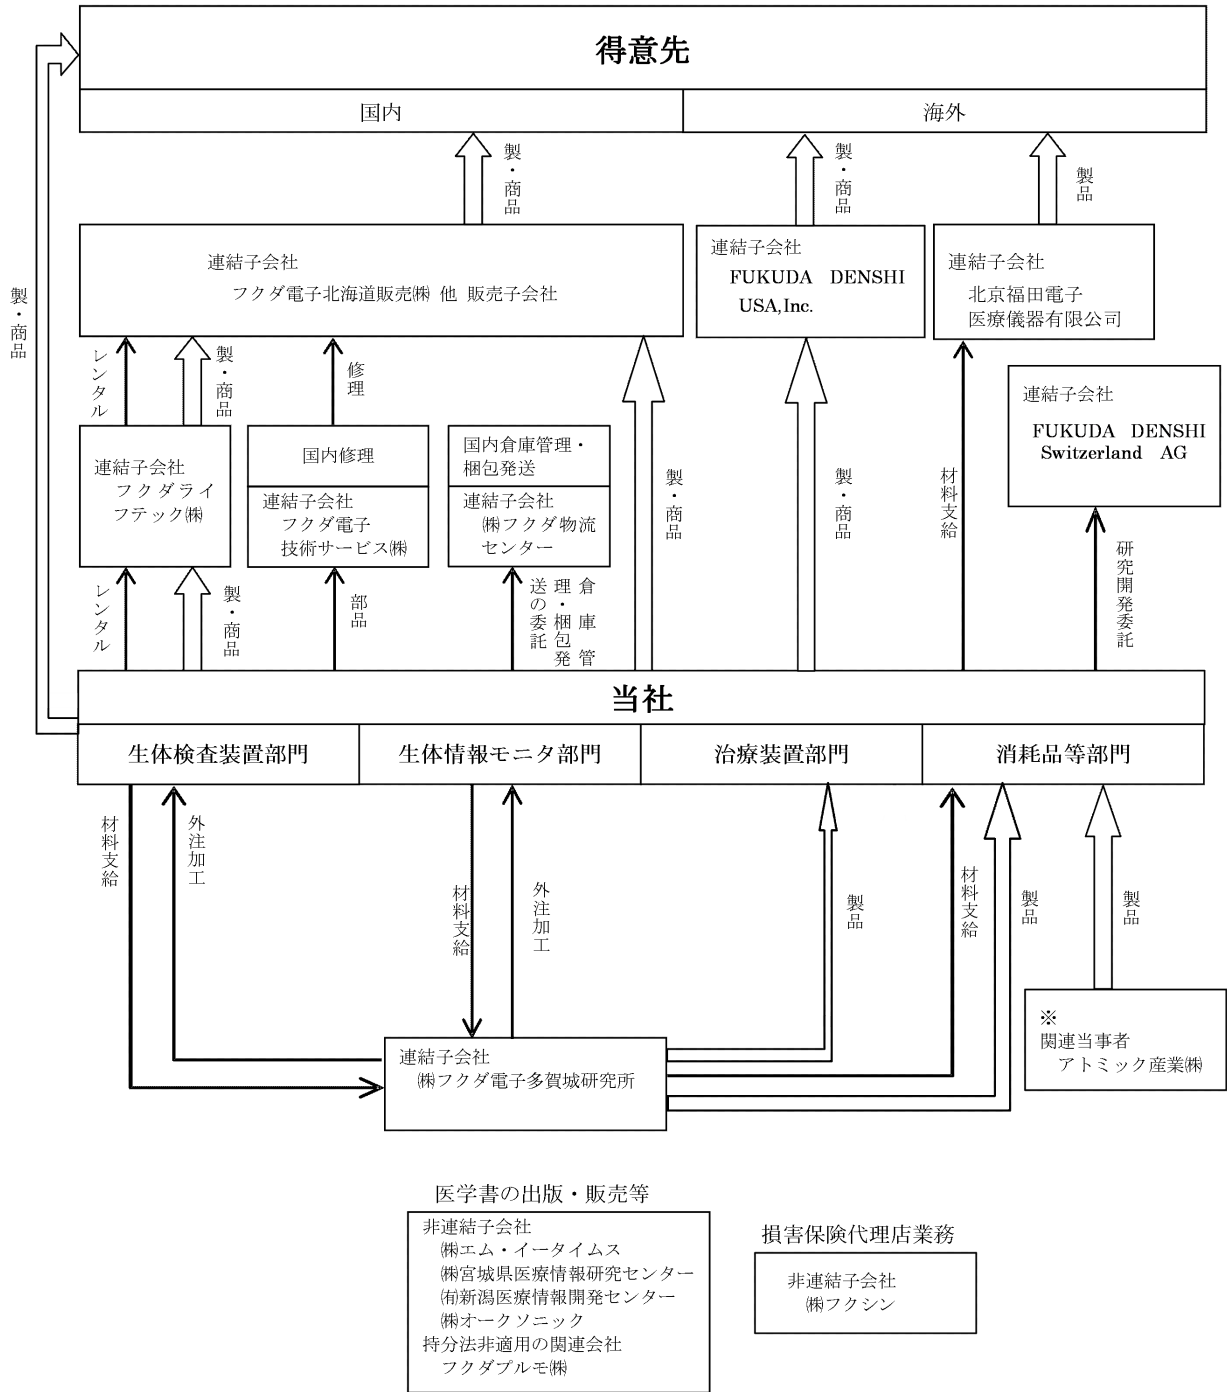 得意先
国内
海外
製・商品
製・商品
製・商品
製品
連結子会社
フクダ電子北海道販売㈱ 他 販売子会社
連結子会社
FUKUDA DENSHI
USA,Inc.
連結子会社
北京福田電子
医療儀器有限公司
レンタル
製・商品
修理
連結子会社
フクダライ
フテック㈱
国内修理
連結子会社
フクダ電子
技術サービス㈱
国内倉庫管理・
梱包発送
連結子会社
㈱フクダ物流
センター
製・商品
製・商品
材料支給
連結子会社
FUKUDA DENSHI
Switzerland AG
レンタル
製・商品
部品
倉庫管
理・梱包発
送の委託
研究開発委託
当社
生体検査装置部門
生体情報モニタ部門
治療装置部門
消耗品等部門
材料支給
外注加工
材料支給
外注加工
製品
材料支給
製品
製品
連結子会社
㈱フクダ電子多賀城研究所
※
関連当事者
アトミック産業㈱
医学書の出版・販売等
非連結子会社
㈱エム・イータイムス
㈱宮城県医療情報研究センター
㈲新潟医療情報開発センター
㈱オークソニック
持分法非適用の関連会社
フクダプルモ㈱
損害保険代理店業務
非連結子会社
㈱フクシン